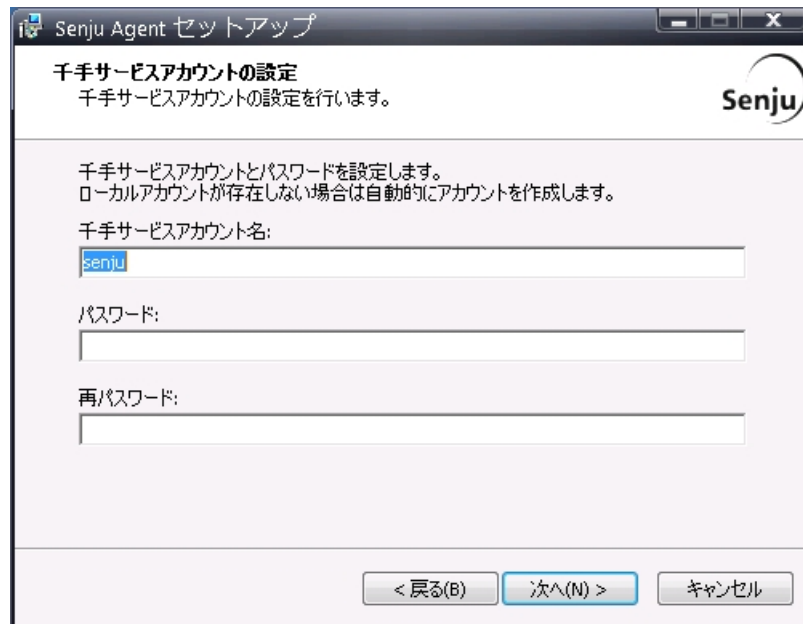 Senju Agent セットアップ
千手サービスアカウントの設定
千手サービスアカウントの設定を行います。
Senju
千手サービスアカウントとパスワードを設定します。
ローカルアカウントが存在しない場合は自動的にアカウントを作成します。
千手サービスアカウント名:
senju
パスワード:
再パスワード:
< 戻る(B)
次へ(N) >
キャンセル